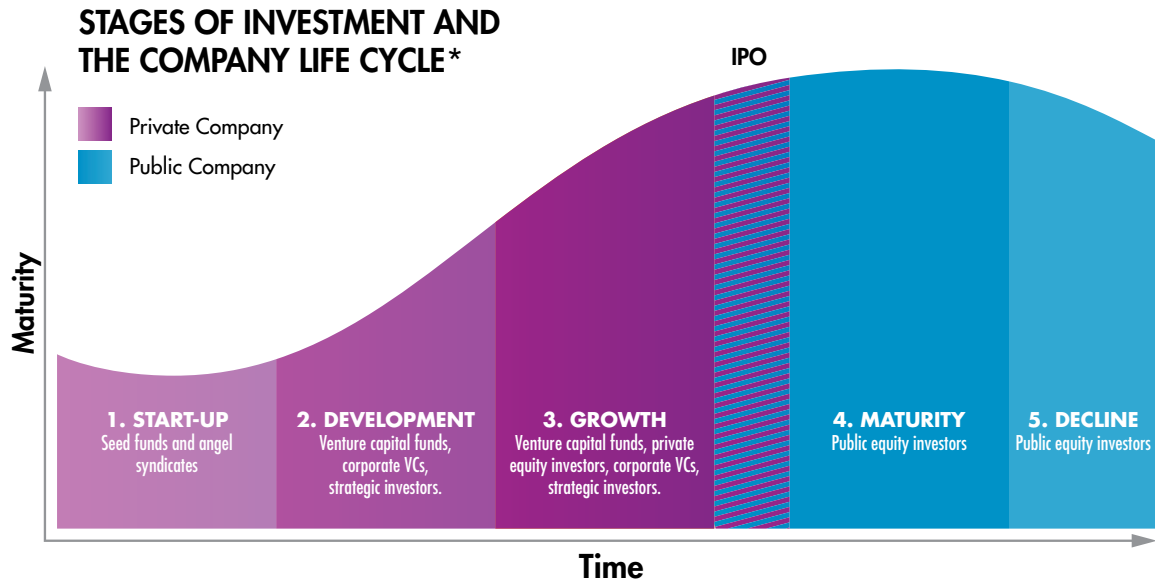 STAGES OF INVESTMENT AND
THE COMPANY LIFE CYCLE*
Private Company
Public Company
IPO
Maturity
1. START-UP
Seed funds and angel
syndicates
2. DEVELOPMENT
Venture capital funds,
corporate VCs,
strategic investors.
3. GROWTH
Venture capital funds, private
equity investors, corporate VCs,
strategic investors.
4. MATURITY
Public equity investors
5. DECLINE
Public equity investors
Time